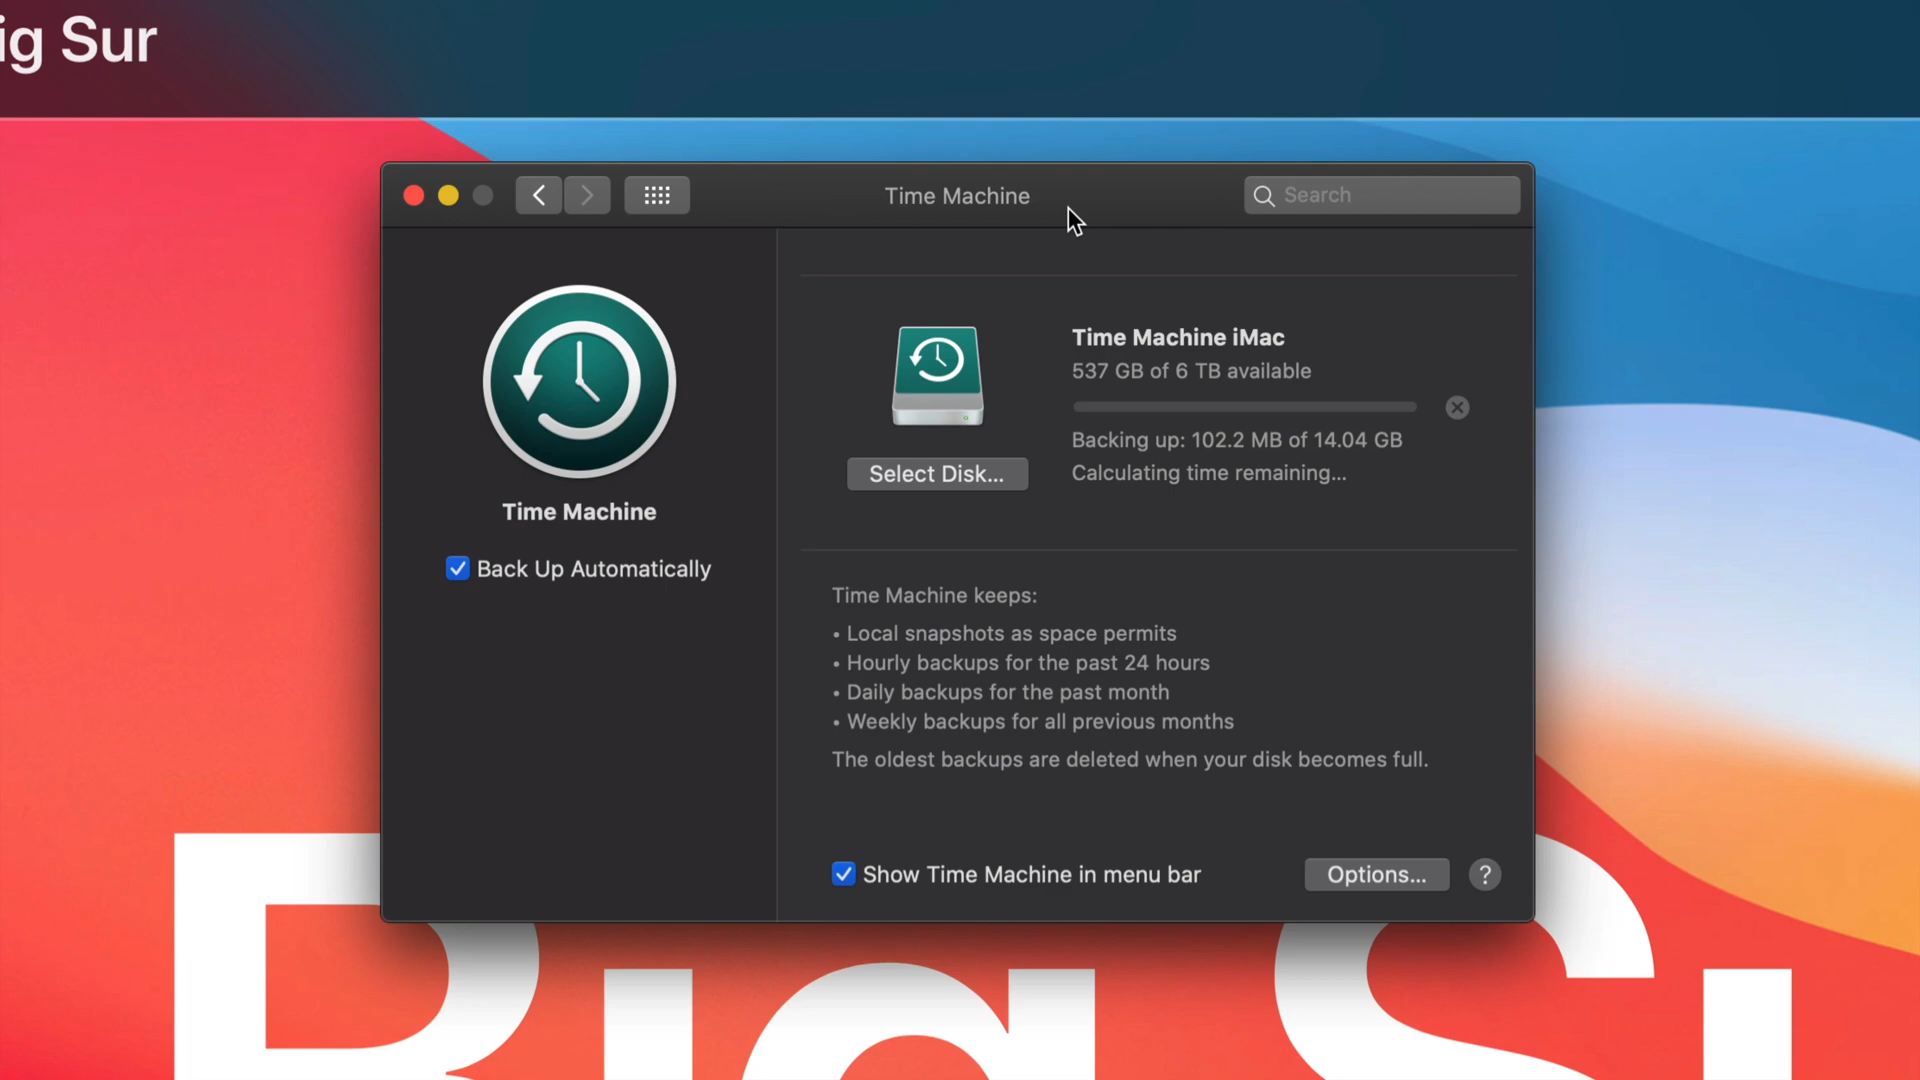 ig Sur
Time Machine
Search
Time Machine iMac
537 GB of 6 TB available
Backing up: 102.2 MB of 14.04 GB
Select Disk...
Calculating time remaining...
Time Machine
Back Up Automatically
Time Machine keeps:
• Local snapshots as space permits
• Hourly backups for the past 24 hours
• Daily backups for the past month
• Weekly backups for all previous months
The oldest backups are deleted when your disk becomes full.
Show Time Machine in menu bar
Options...
?
Big Su